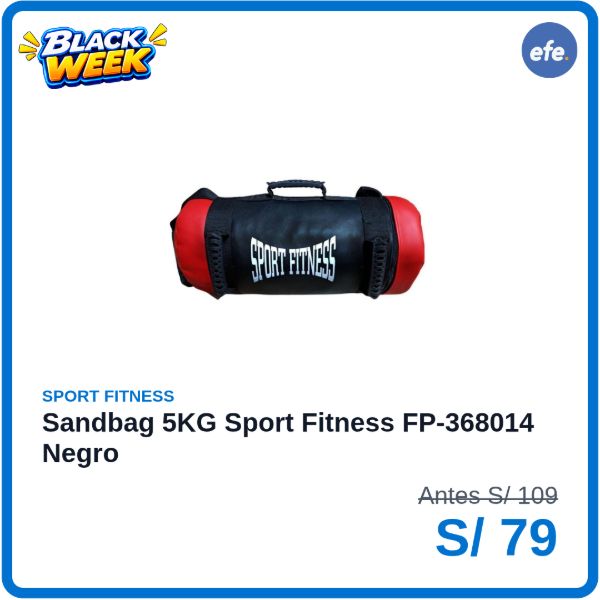 BLACK
WEEK
efe.
SPORT FITNESS
SPORT FITNESS
Sandbag 5KG Sport Fitness FP-368014
Negro
Antes S/ 109
S/ 79